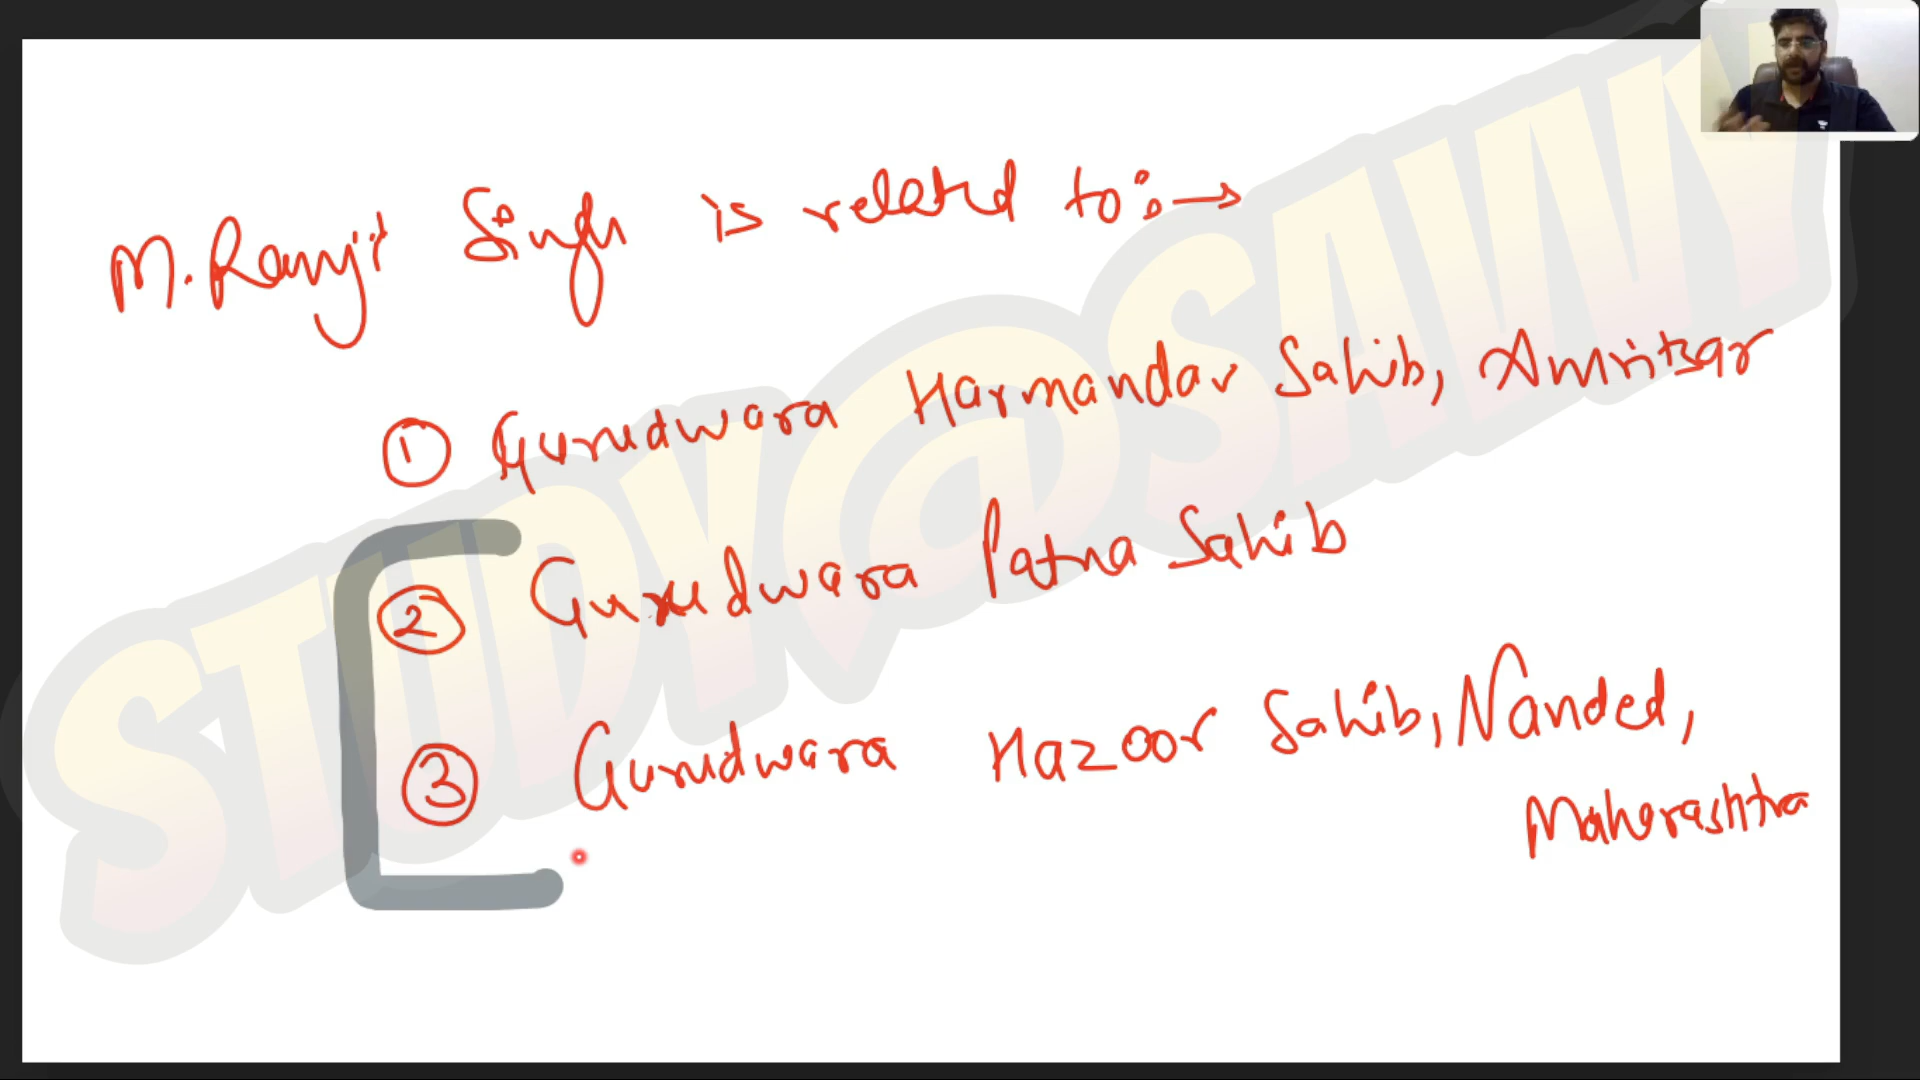 M. Ranjit Singh is related to:→
① Gurudwara Harmandar Sahib, Amritsar
② Gurudwara Patna Sahib
③ Gurudwara Hazoor Sahib, Nanded,
Maharashtra
STUDY@SAVVY